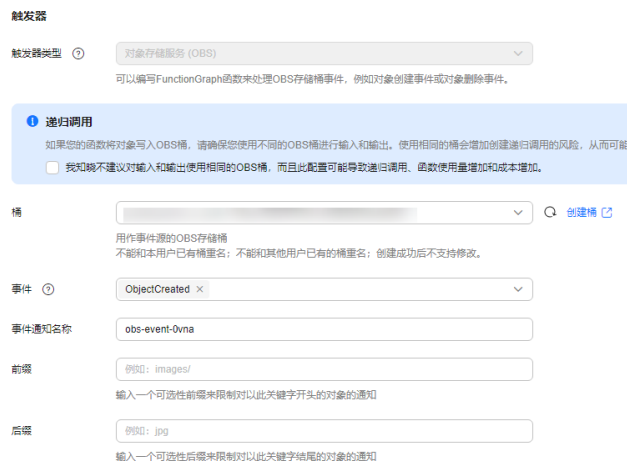 触发器
触发器类型 ?
对象存储服务 (OBS)
可以编写FunctionGraph函数来处理OBS存储桶事件，例如对象创建事件或对象删除事件。
递归调用
如果您的函数将对象写入OBS桶，请确保您使用不同的OBS桶进行输入和输出。使用相同的桶会增加创建递归调用的风险，从而可能
我知晓不建议对输入和输出使用相同的OBS桶，而且此配置可能导致递归调用、函数使用量增加和成本增加。
桶
创建桶
用作事件源的OBS存储桶
不能和本用户已有桶重名；不能和其他用户已有的桶重名；创建成功后不支持修改。
事件 ?
ObjectCreated ×
事件通知名称
obs-event-0vna
前缀
例如：images/
输入一个可选性前缀来限制对以此关键字开头的对象的通知
后缀
例如：jpg
输入一个可选性后缀来限制对以此关键字结尾的对象的通知